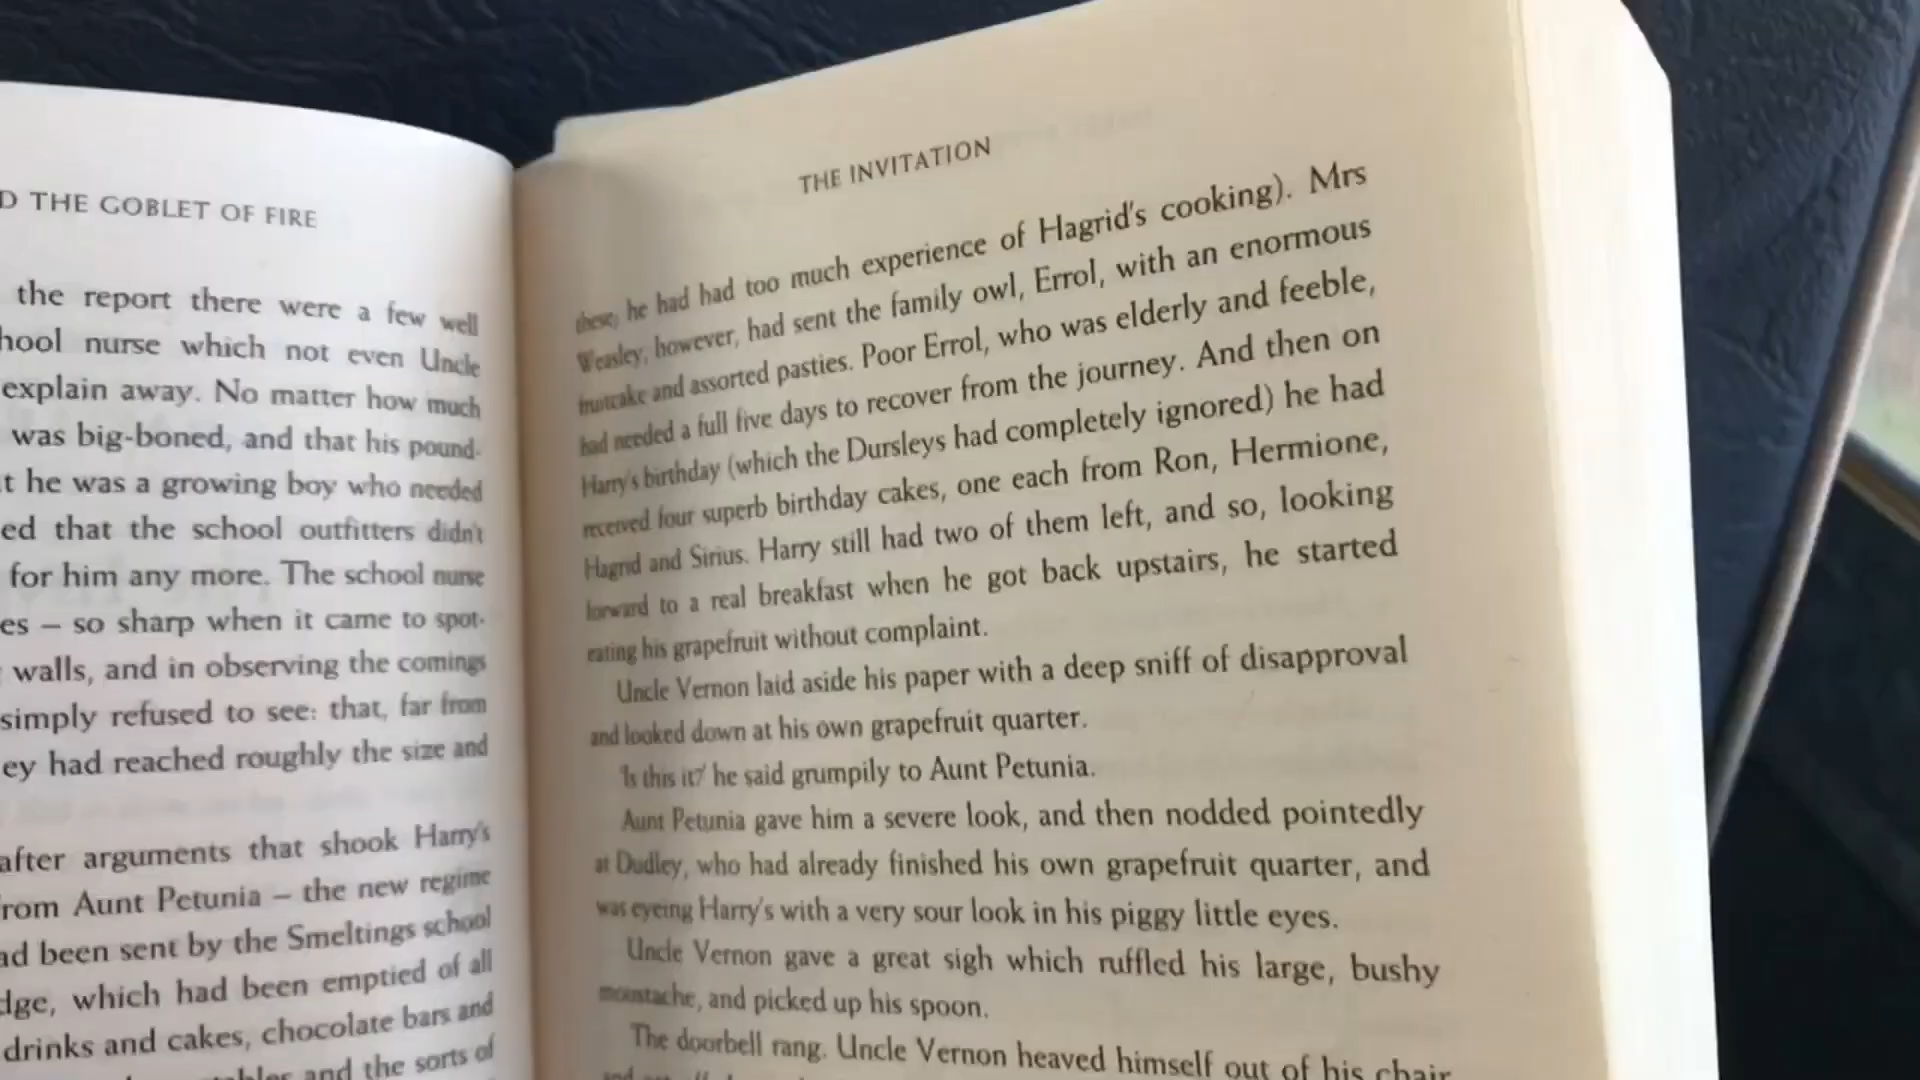 D THE GOBLET OF FIRE
the report there were a few well
hool nurse which not even Uncle
explain away. No matter how much
was big-boned, and that his pound-
t he was a growing boy who needed
ed that the school outfitters didn't
for him any more. The school nurse
es – so sharp when it came to spot-
walls, and in observing the comings
simply refused to see: that, far from
ey had reached roughly the size and
after arguments that shook Harry's
rom Aunt Petunia – the new regime
ad been sent by the Smeltings school
dge, which had been emptied of all
drinks and cakes, chocolate bars and
and the sorts of
THE INVITATION
these, he had had too much experience of Hagrid's cooking). Mrs
Weasley, however, had sent the family owl, Errol, with an enormous
fruitcake and assorted pasties. Poor Errol, who was elderly and feeble,
had needed a full five days to recover from the journey. And then on
Harry's birthday (which the Dursleys had completely ignored) he had
received four superb birthday cakes, one each from Ron, Hermione,
Hagrid and Sirius. Harry still had two of them left, and so, looking
forward to a real breakfast when he got back upstairs, he started
eating his grapefruit without complaint.
Uncle Vernon laid aside his paper with a deep sniff of disapproval
and looked down at his own grapefruit quarter.
'Is this it?' he said grumpily to Aunt Petunia.
Aunt Petunia gave him a severe look, and then nodded pointedly
at Dudley, who had already finished his own grapefruit quarter, and
was eyeing Harry's with a very sour look in his piggy little eyes.
Uncle Vernon gave a great sigh which ruffled his large, bushy
moustache, and picked up his spoon.
The doorbell rang. Uncle Vernon heaved himself out of his chair